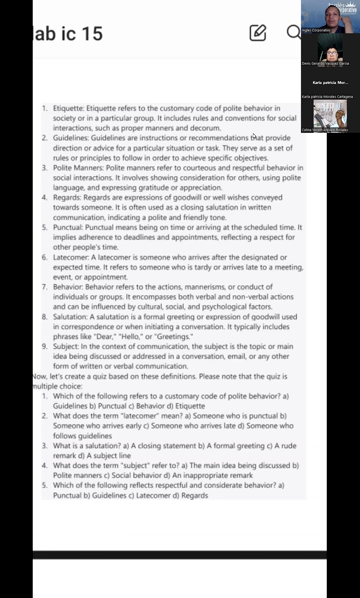 lab ic 15
1. Etiquette: Etiquette refers to the customary code of polite behavior in
society or in a particular group. It includes rules and conventions for social
interactions, such as proper manners and decorum.
2. Guidelines: Guidelines are instructions or recommendations that provide
direction or advice for a particular situation or task. They serve as a set of
rules or principles to follow in order to achieve specific objectives.
3. Polite Manners: Polite manners refer to courteous and respectful behavior in
social interactions. It involves showing consideration for others, using polite
language, and expressing gratitude or appreciation.
4. Regards: Regards are expressions of goodwill or well wishes conveyed
towards someone. It is often used as a closing salutation in written
communication, indicating a polite and friendly tone.
5. Punctual: Punctual means being on time or arriving at the scheduled time. It
implies adherence to deadlines and appointments, reflecting a respect for
other people's time.
6. Latecomer: A latecomer is someone who arrives after the designated or
expected time. It refers to someone who is tardy or arrives late to a meeting,
event, or appointment.
7. Behavior: Behavior refers to the actions, mannerisms, or conduct of
individuals or groups. It encompasses both verbal and non-verbal actions
and can be influenced by cultural, social, and psychological factors.
8. Salutation: A salutation is a formal greeting or expression of goodwill used
in correspondence or when initiating a conversation. It typically includes
phrases like "Dear," "Hello," or "Greetings."
9. Subject: In the context of communication, the subject is the topic or main
idea being discussed or addressed in a conversation, email, or any other
form of written or verbal communication.
Now, let's create a quiz based on these definitions. Please note that the quiz is
multiple choice:
1. Which of the following refers to a customary code of polite behavior? a)
Guidelines b) Punctual c) Behavior d) Etiquette
2. What does the term "latecomer" mean? a) Someone who is punctual b)
Someone who arrives early c) Someone who arrives late d) Someone who
follows guidelines
3. What is a salutation? a) A closing statement b) A formal greeting c) A rude
remark d) A subject line
4. What does the term "subject" refer to? a) The main idea being discussed b)
Polite manners c) Social behavior d) An inappropriate remark
5. Which of the following reflects respectful and considerate behavior? a)
Punctual b) Guidelines c) Latecomer d) Regards
Karla patricia Mor...